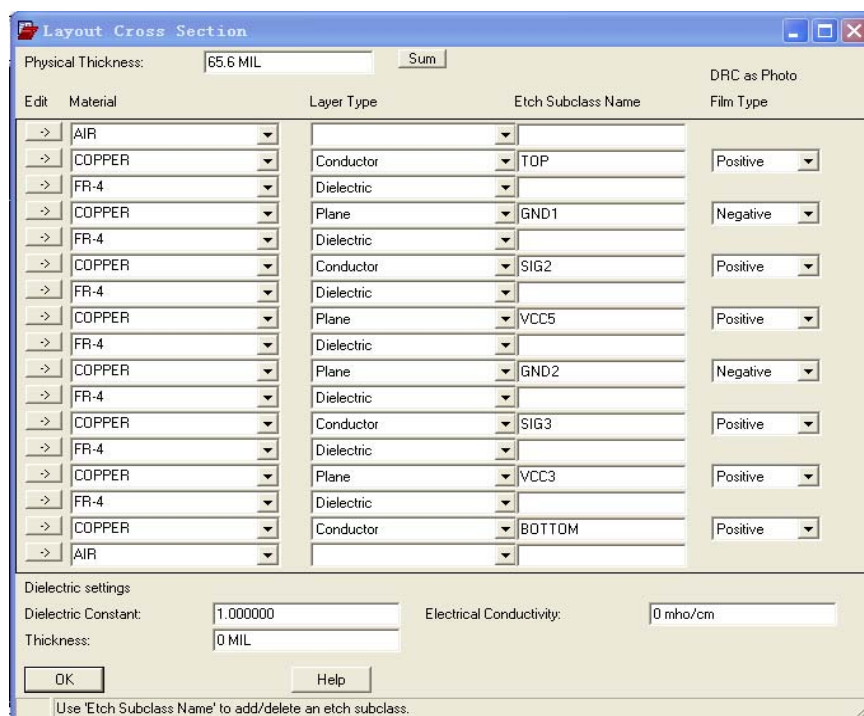 Layout Cross Section
Physical Thickness: 65.6 MIL Sum
DRC as Photo
Edit Material Layer Type Etch Subclass Name Film Type
-> AIR
-> COPPER Conductor TOP Positive
-> FR-4 Dielectric
-> COPPER Plane GND1 Negative
-> FR-4 Dielectric
-> COPPER Conductor SIG2 Positive
-> FR-4 Dielectric
-> COPPER Plane VCC5 Positive
-> FR-4 Dielectric
-> COPPER Plane GND2 Negative
-> FR-4 Dielectric
-> COPPER Conductor SIG3 Positive
-> FR-4 Dielectric
-> COPPER Plane VCC3 Positive
-> FR-4 Dielectric
-> COPPER Conductor BOTTOM Positive
-> AIR
Dielectric settings
Dielectric Constant: 1.000000 Electrical Conductivity: 0 mho/cm
Thickness: 0 MIL
OK Help
Use 'Etch Subclass Name' to add/delete an etch subclass.